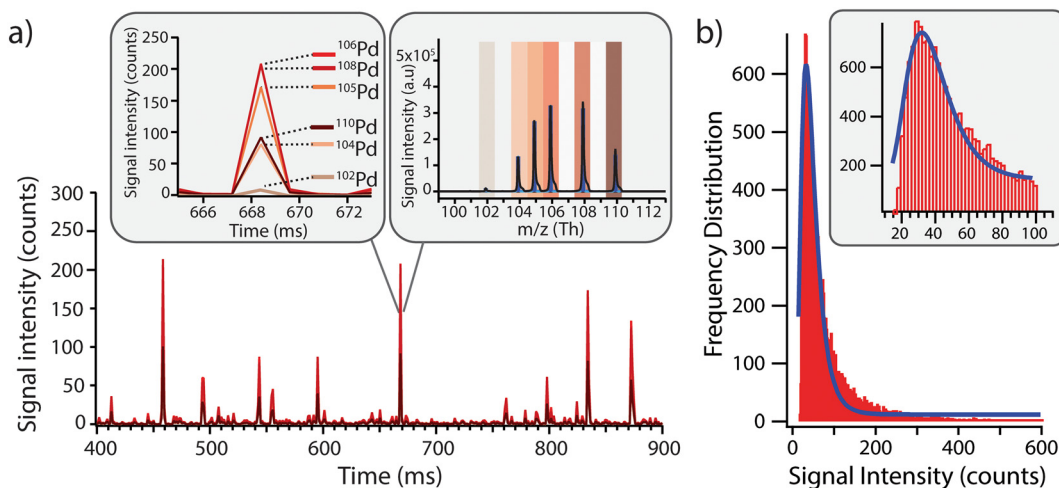 a)
Signal intensity (counts)
250
200
150
100
50
0
¹⁰⁶Pd
¹⁰⁸Pd
¹⁰⁵Pd
¹¹⁰Pd
¹⁰⁴Pd
¹⁰²Pd
666 668 670 672
Time (ms)
Signal intensity (a.u)
5x10⁵
4
3
2
1
0
100 102 104 106 108 110 112
m/z (Th)
Signal intensity (counts)
300
250
200
150
100
50
0
400 500 600 700 800 900
Time (ms)
b)
Frequency Distribution
600
500
400
300
200
100
0
0 200 400 600
Signal Intensity (counts)
800
600
400
200
20 40 60 80 100